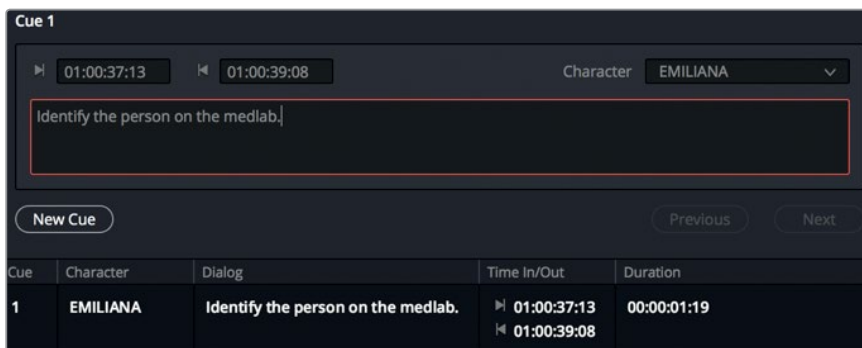 Cue 1
01:00:37:13 01:00:39:08 Character EMILIANA
Identify the person on the medlab.
New Cue Previous Next
Cue Character Dialog Time In/Out Duration
1 EMILIANA Identify the person on the medlab. 01:00:37:13 00:00:01:19
01:00:39:08